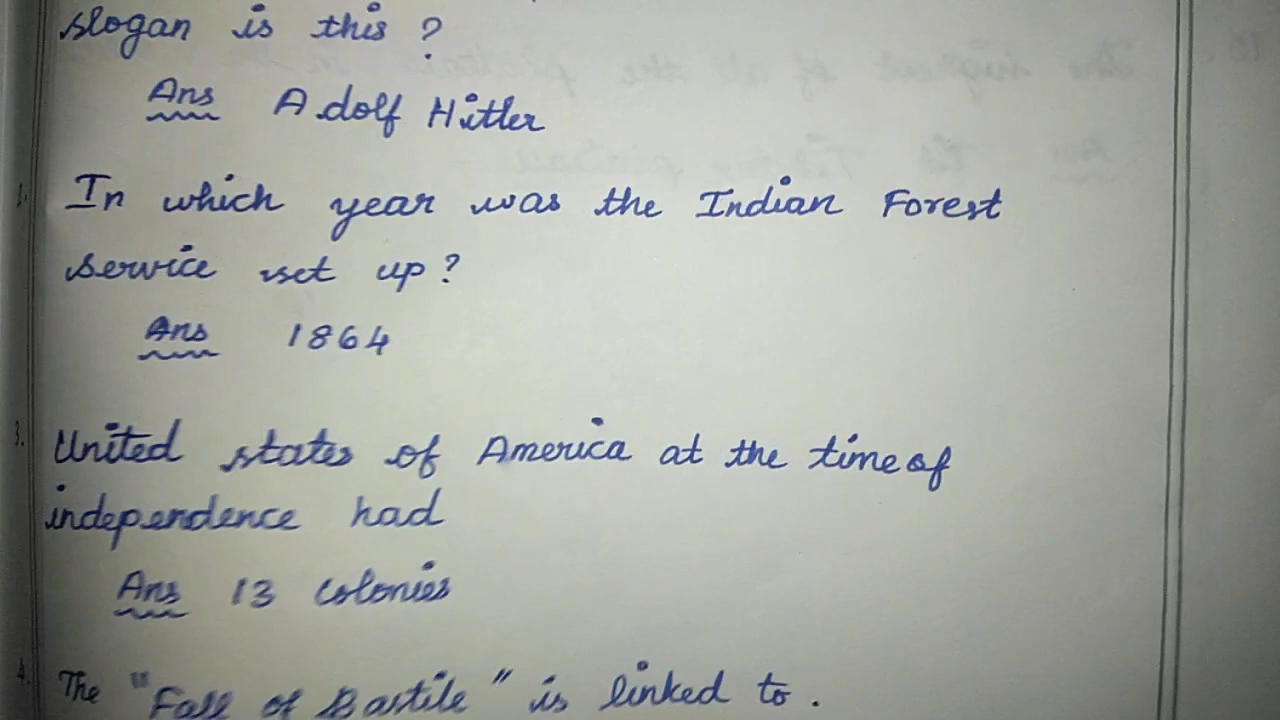 slogan is this ?
Ans Adolf Hitler
In which year was the Indian Forest
service set up ?
Ans 1864
3. United states of America at the time of
independence had
Ans 13 colonies
4. The "Fall of Bastile" is linked to.